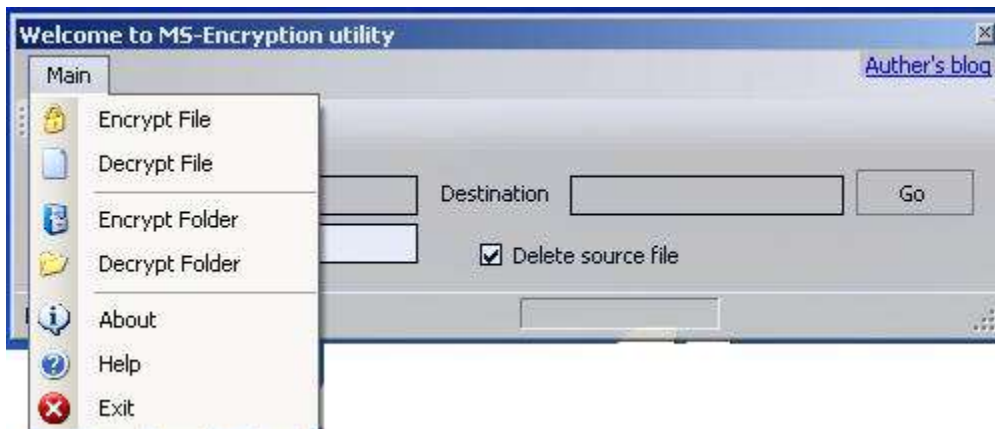 Welcome to MS-Encryption utility
Main
Auther's blog
Encrypt File
Decrypt File
Destination
Go
Encrypt Folder
Delete source file
Decrypt Folder
About
Help
Exit